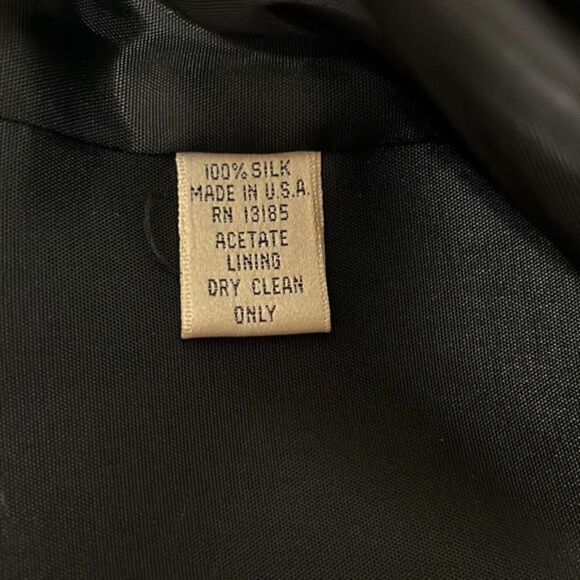 100% SILK
MADE IN U.S.A.
RN 13185
ACETATE
LINING
DRY CLEAN
ONLY